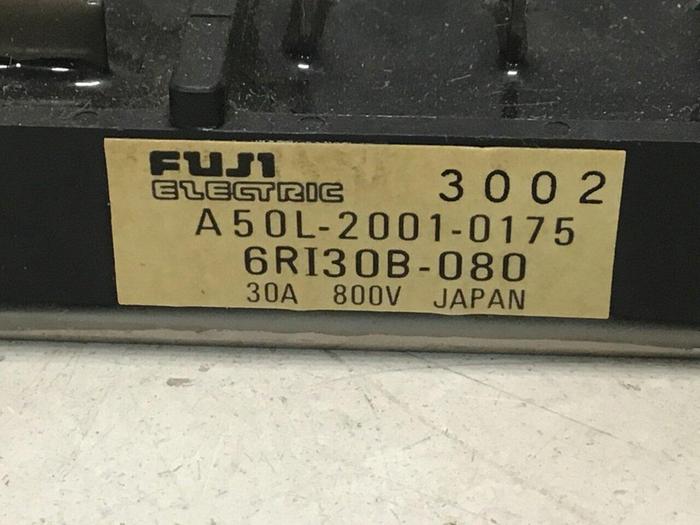 FUJI
ELECTRIC 3002
A50L-2001-0175
6RI30B-080
30A 800V JAPAN